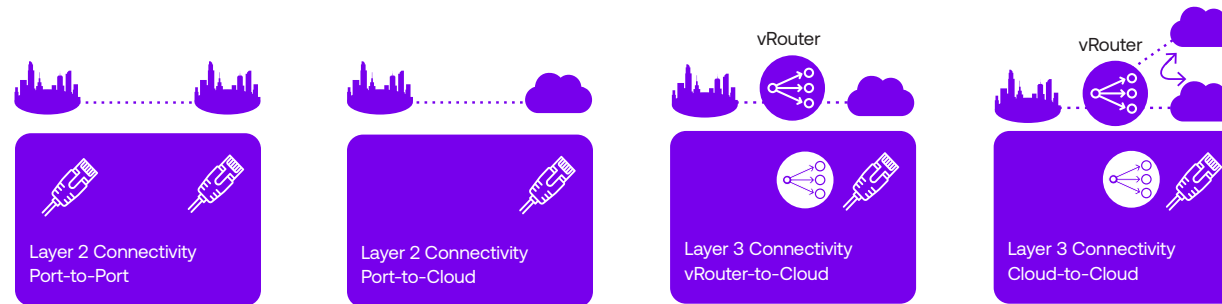 vRouter
vRouter
Layer 2 Connectivity
Port-to-Port
Layer 2 Connectivity
Port-to-Cloud
Layer 3 Connectivity
vRouter-to-Cloud
Layer 3 Connectivity
Cloud-to-Cloud